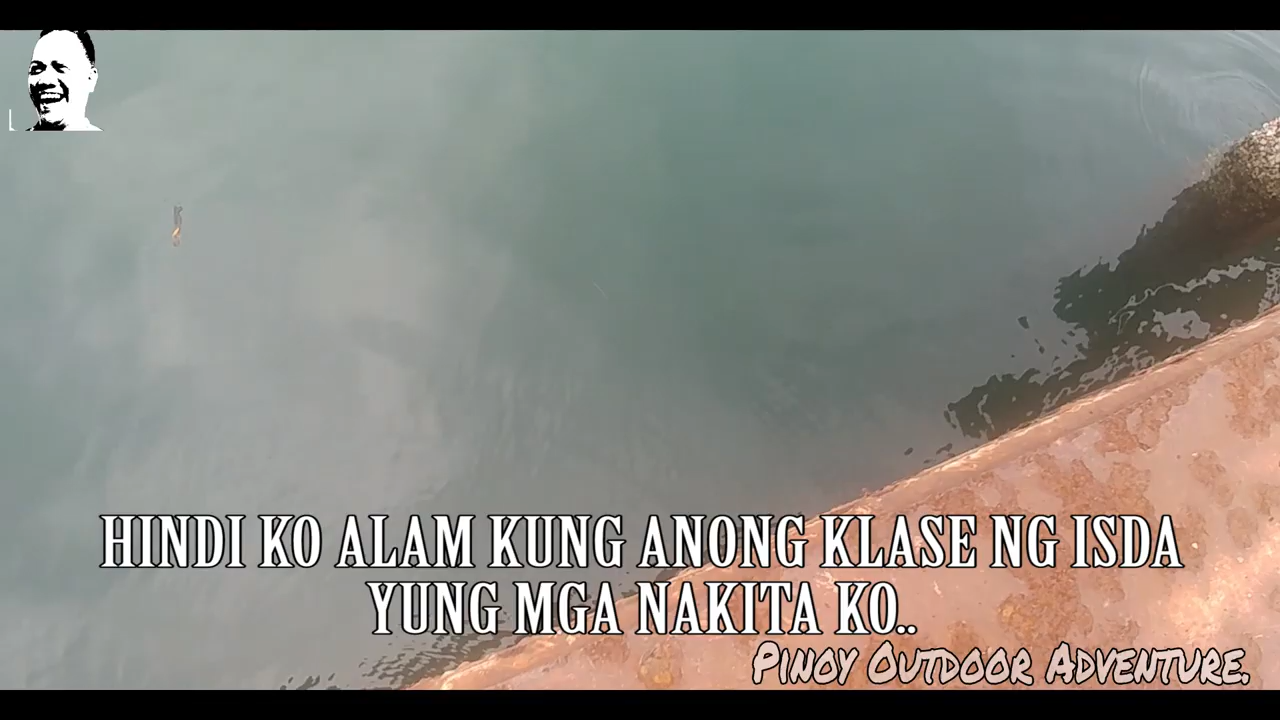 HINDI KO ALAM KUNG ANONG KLASE NG ISDA
YUNG MGA NAKITA KO..
PINOY OUTDOOR ADVENTURE.